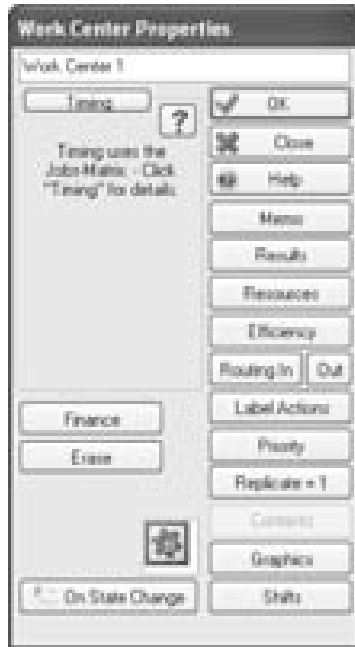 Work Center Properties
Work Center 1
Timing
?
Timing uses the
Jobs-Matrix - Click
"Timing" for details
Finance
Erase
On State Change
OK
Close
Help
Memo
Results
Resources
Efficiency
Routing In
Out
Label Actions
Priority
Replicate = 1
Contents
Graphics
Shifts